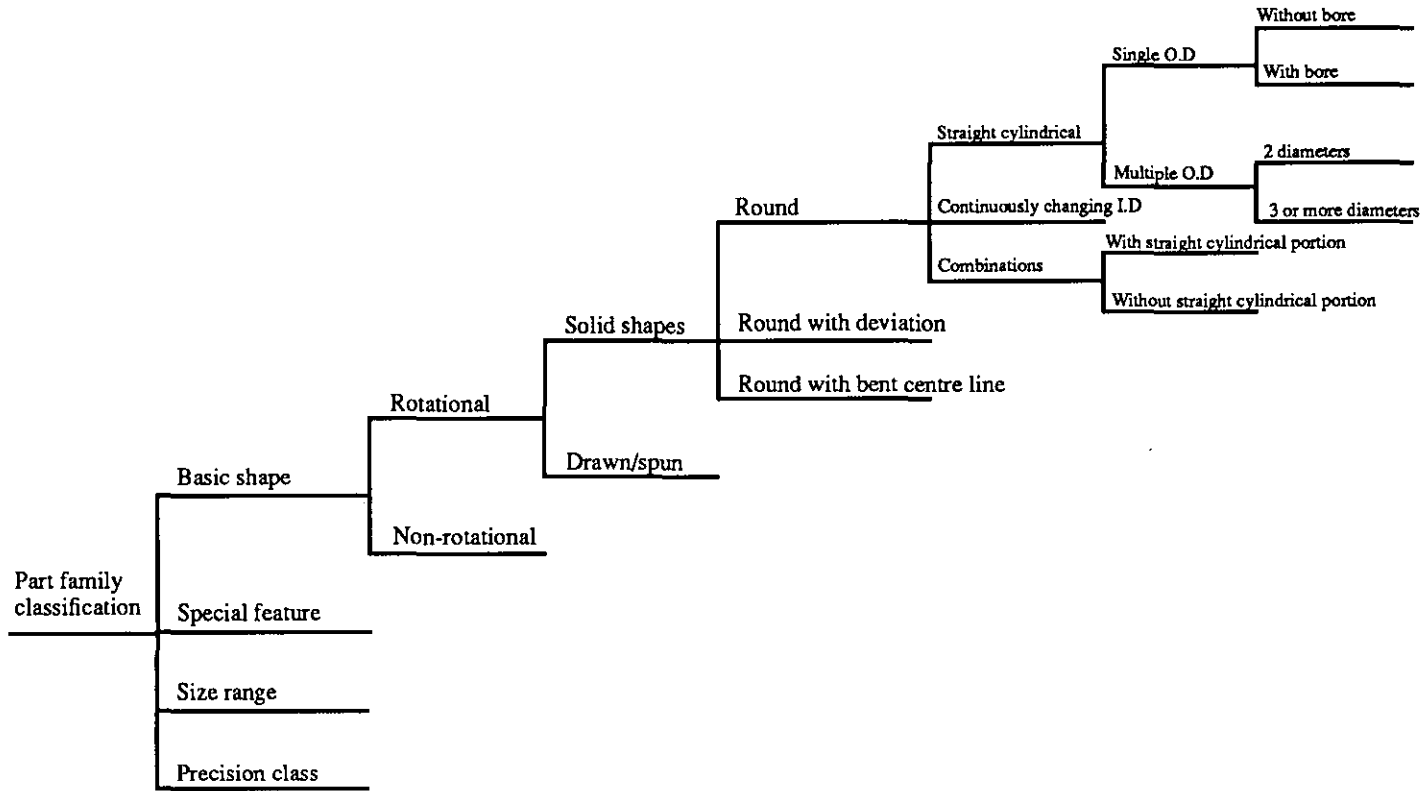 Without bore
Single O.D
With bore
Straight cylindrical
2 diameters
Multiple O.D
Round
Continuously changing I.D
3 or more diameters
With straight cylindrical portion
Combinations
Without straight cylindrical portion
Solid shapes
Round with deviation
Round with bent centre line
Rotational
Drawn/spun
Basic shape
Non-rotational
Part family
classification
Special feature
Size range
Precision class